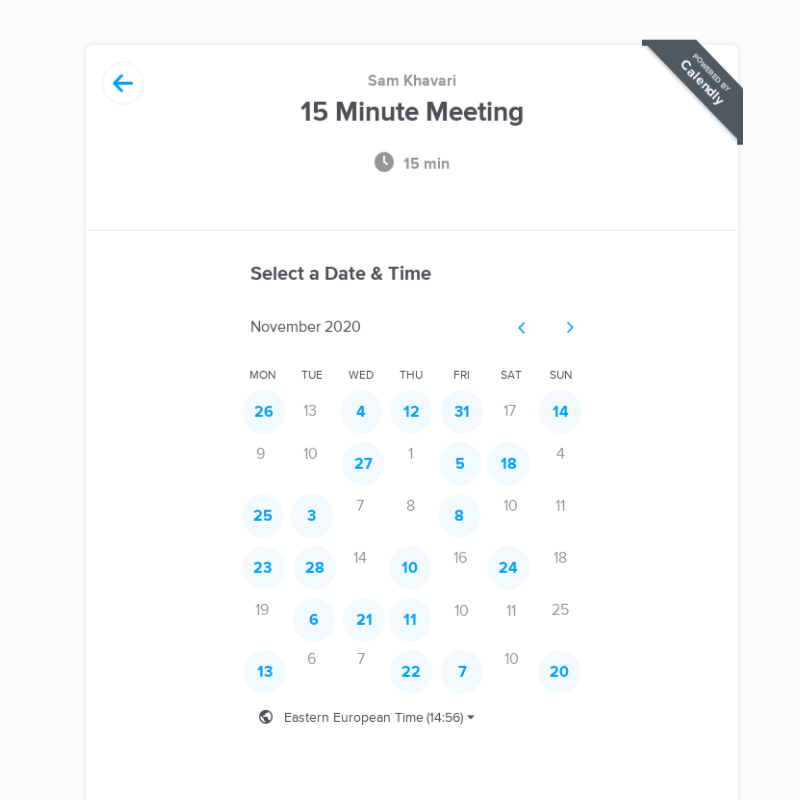 POWERED BY
Calendly
Sam Khavari
15 Minute Meeting
15 min
Select a Date & Time
November 2020
MON TUE WED THU FRI SAT SUN
26 13 4 12 31 17 14
9 10 27 1 5 18 4
25 3 7 8 8 10 11
23 28 14 10 16 24 18
19 6 21 11 10 11 25
13 6 7 22 7 10 20
Eastern European Time (14:56)